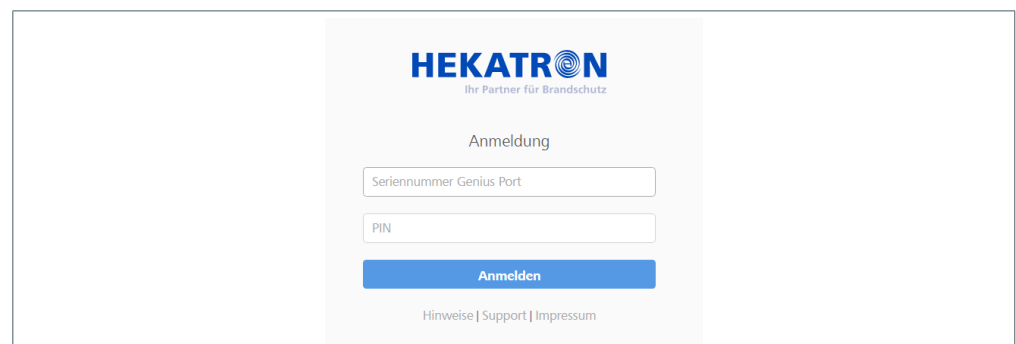 HEKATRON
Ihr Partner für Brandschutz
Anmeldung
Seriennummer Genius Port
PIN
Anmelden
Hinweise | Support | Impressum